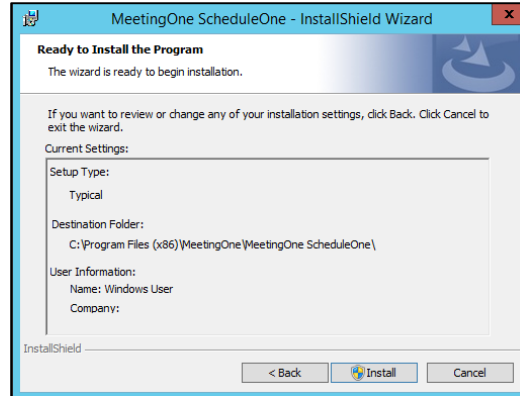 MeetingOne ScheduleOne - InstallShield Wizard
x
Ready to Install the Program
The wizard is ready to begin installation.
If you want to review or change any of your installation settings, click Back. Click Cancel to
exit the wizard.
Current Settings:
Setup Type:
Typical
Destination Folder:
C:\Program Files (x86)\MeetingOne\MeetingOne ScheduleOne\
User Information:
Name: Windows User
Company:
InstallShield
< Back
Install
Cancel